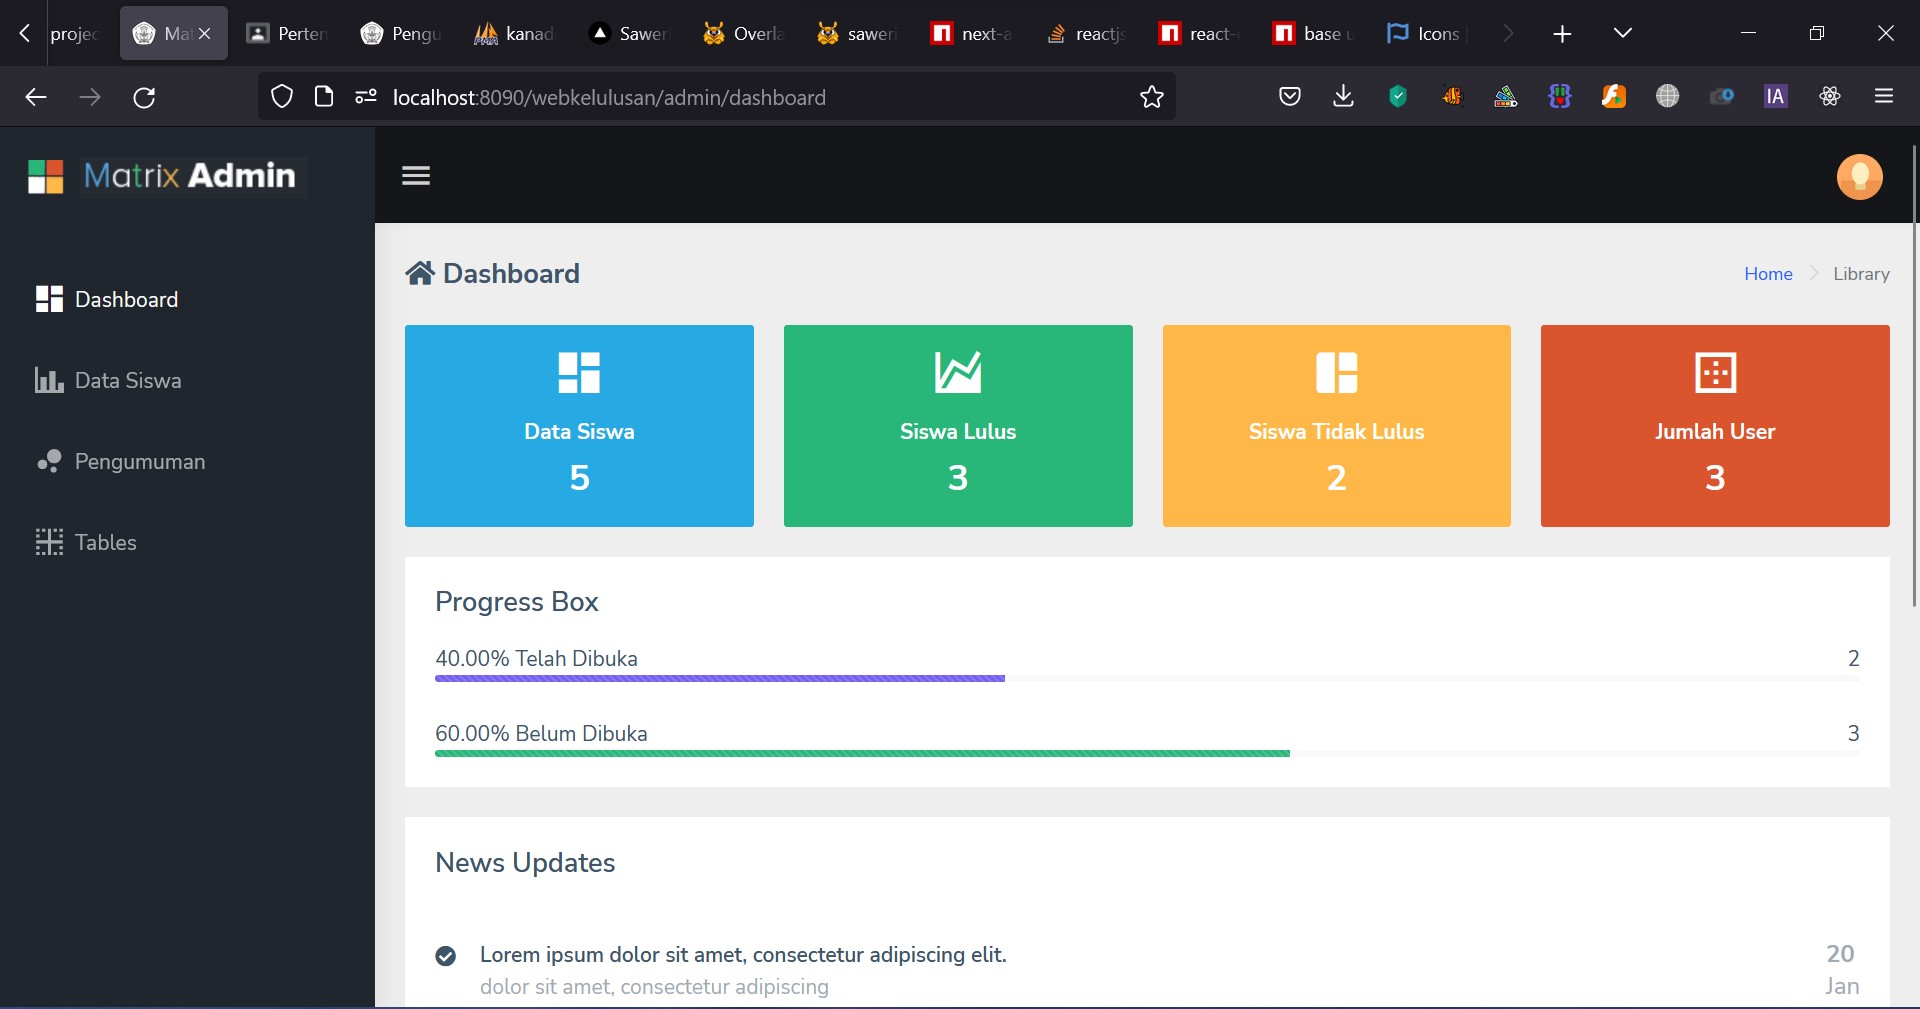 projec
Mat
Perten
Pengu
kanad
Sawer
Overla
saweri
next-a
reactjs
react-
base u
Icons
localhost:8090/webkelulusan/admin/dashboard
IA
Matrix Admin
Dashboard
Data Siswa
Pengumuman
Tables
Dashboard
Home
Library
Data Siswa
5
Siswa Lulus
3
Siswa Tidak Lulus
2
Jumlah User
3
Progress Box
40.00% Telah Dibuka
2
60.00% Belum Dibuka
3
News Updates
Lorem ipsum dolor sit amet, consectetur adipiscing elit.
20
dolor sit amet, consectetur adipiscing
Jan